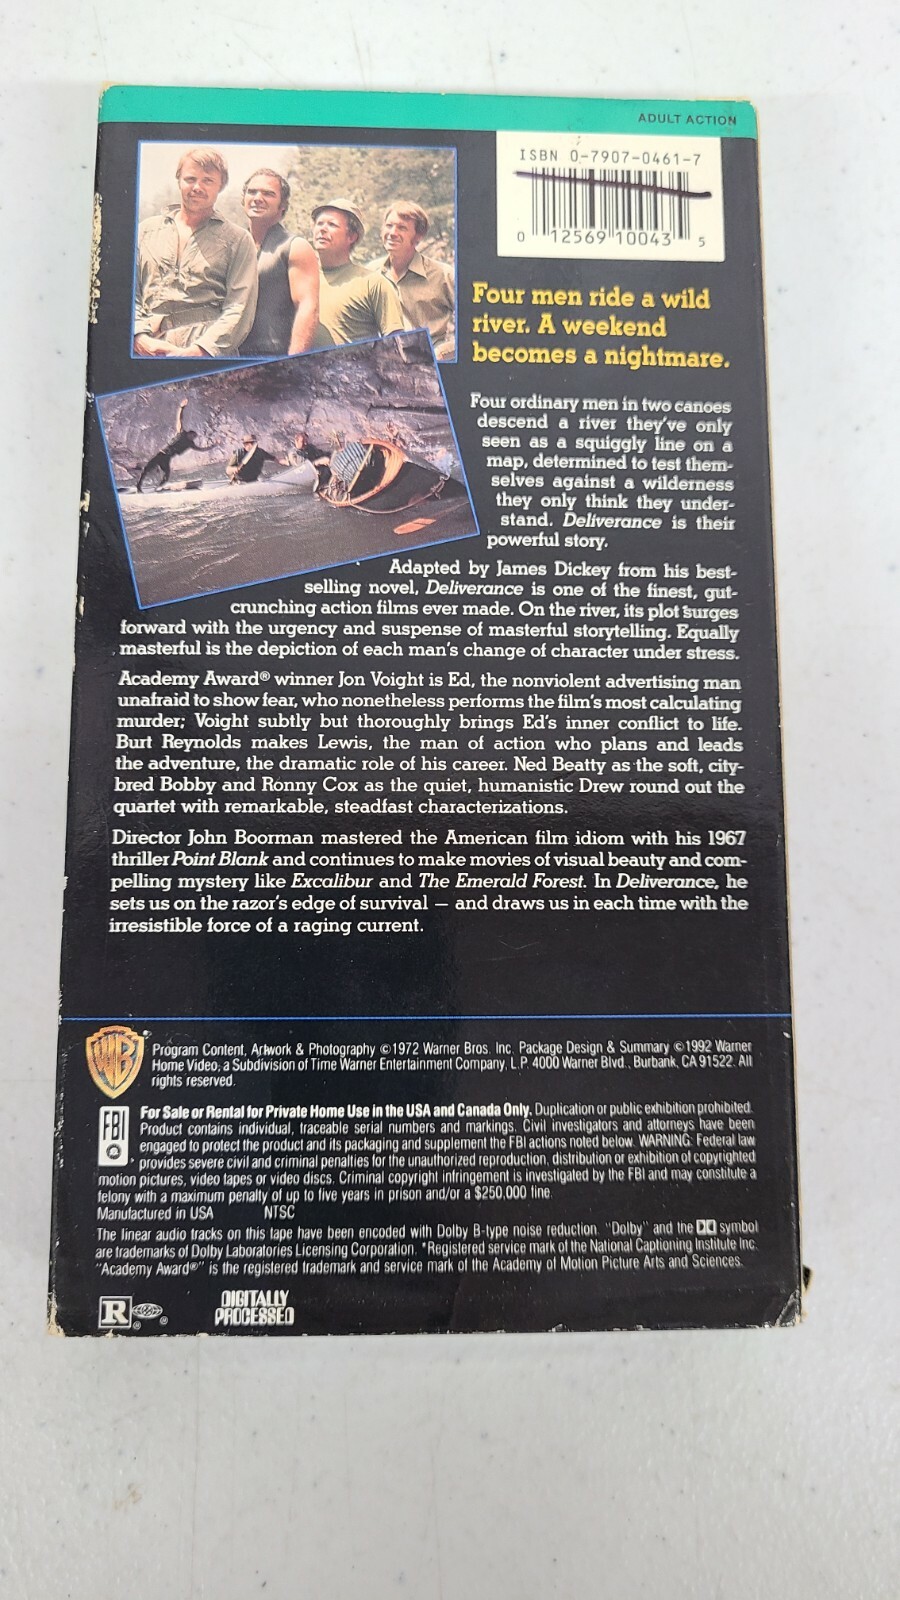 ADULT ACTION
ISBN 0-7907-0461-7
0 12569 10043 5
Four men ride a wild
river. A weekend
becomes a nightmare.
Four ordinary men in two canoes
descend a river they've only
seen as a squiggly line on a
map, determined to test them-
selves against a wilderness
they only think they under-
stand. Deliverance is their
powerful story.
Adapted by James Dickey from his best-
selling novel, Deliverance is one of the finest, gut-
crunching action films ever made. On the river, its plot surges
forward with the urgency and suspense of masterful storytelling. Equally
masterful is the depiction of each man's change of character under stress.
Academy Award® winner Jon Voight is Ed, the nonviolent advertising man
unafraid to show fear, who nonetheless performs the film's most calculating
murder; Voight subtly but thoroughly brings Ed's inner conflict to life.
Burt Reynolds makes Lewis, the man of action who plans and leads
the adventure, the dramatic role of his career. Ned Beatty as the soft, city-
bred Bobby and Ronny Cox as the quiet, humanistic Drew round out the
quartet with remarkable, steadfast characterizations.
Director John Boorman mastered the American film idiom with his 1967
thriller Point Blank and continues to make movies of visual beauty and com-
pelling mystery like Excalibur and The Emerald Forest. In Deliverance, he
sets us on the razor's edge of survival — and draws us in each time with the
irresistible force of a raging current.
WB
Program Content, Artwork & Photography ©1972 Warner Bros. Inc. Package Design & Summary ©1992 Warner
Home Video, a Subdivision of Time Warner Entertainment Company, L.P. 4000 Warner Blvd., Burbank, CA 91522. All
rights reserved.
FBI
For Sale or Rental for Private Home Use in the USA and Canada Only. Duplication or public exhibition prohibited.
Product contains individual, traceable serial numbers and markings. Civil investigators and attorneys have been
engaged to protect the product and its packaging and supplement the FBI actions noted below. WARNING: Federal law
provides severe civil and criminal penalties for the unauthorized reproduction, distribution or exhibition of copyrighted
motion pictures, video tapes or video discs. Criminal copyright infringement is investigated by the FBI and may constitute a
felony with a maximum penalty of up to five years in prison and/or a $250,000 fine.
Manufactured in USA NTSC
The linear audio tracks on this tape have been encoded with Dolby B-type noise reduction. "Dolby" and the symbol
are trademarks of Dolby Laboratories Licensing Corporation. *Registered service mark of the National Captioning Institute Inc.
"Academy Award®" is the registered trademark and service mark of the Academy of Motion Picture Arts and Sciences.
R ® ®
DIGITALLY
PROCESSED